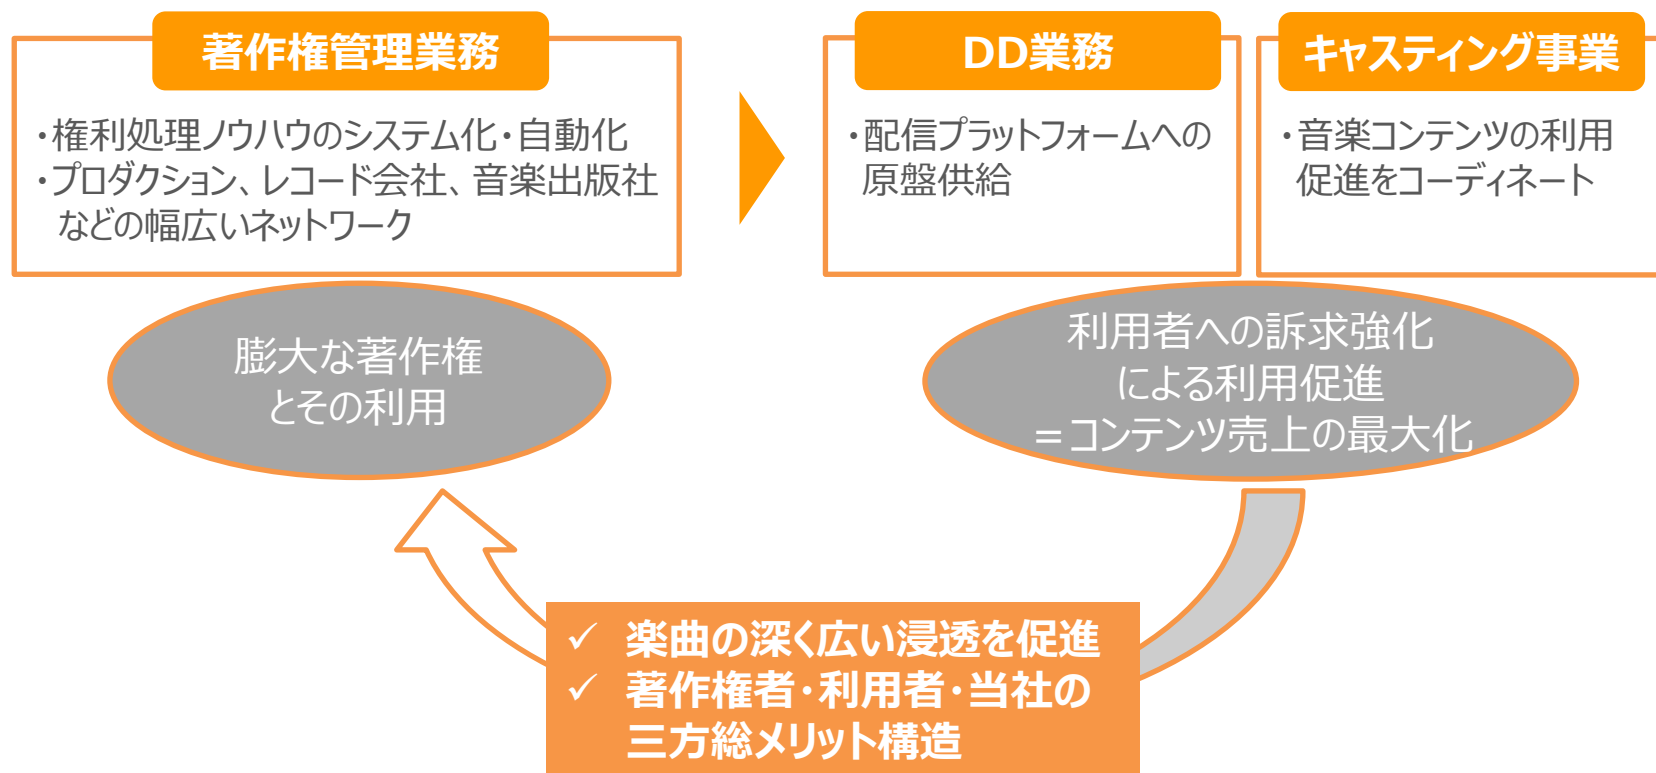 著作権管理業務
・権利処理ノウハウのシステム化・自動化
・プロダクション、レコード会社、音楽出版社
などの幅広いネットワーク
DD業務
・配信プラットフォームへの
原盤供給
キャスティング事業
・音楽コンテンツの利用
促進をコーディネート
膨大な著作権
とその利用
利用者への訴求強化
による利用促進
＝コンテンツ売上の最大化
✓ 楽曲の深く広い浸透を促進
✓ 著作権者・利用者・当社の
三方総メリット構造